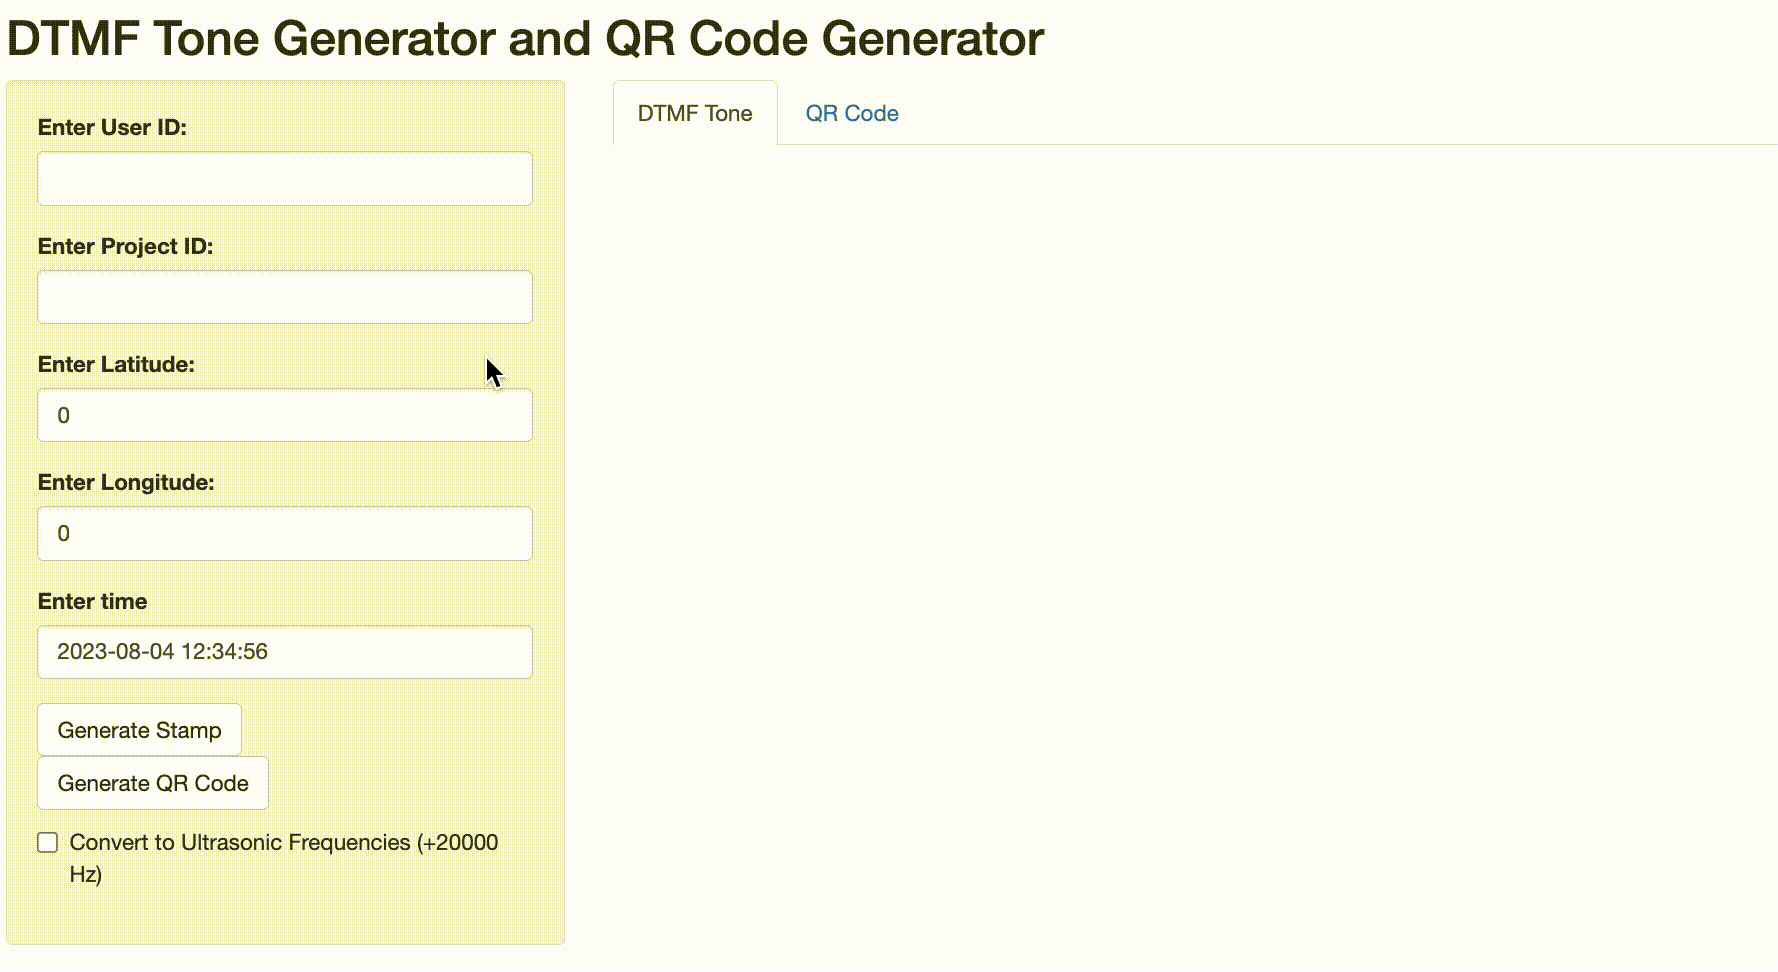 DTMF Tone Generator and QR Code Generator
Enter User ID:
Enter Project ID:
Enter Latitude:
0
Enter Longitude:
0
Enter time
2023-08-04 12:34:56
Generate Stamp
Generate QR Code
Convert to Ultrasonic Frequencies (+20000
Hz)
DTMF Tone
QR Code